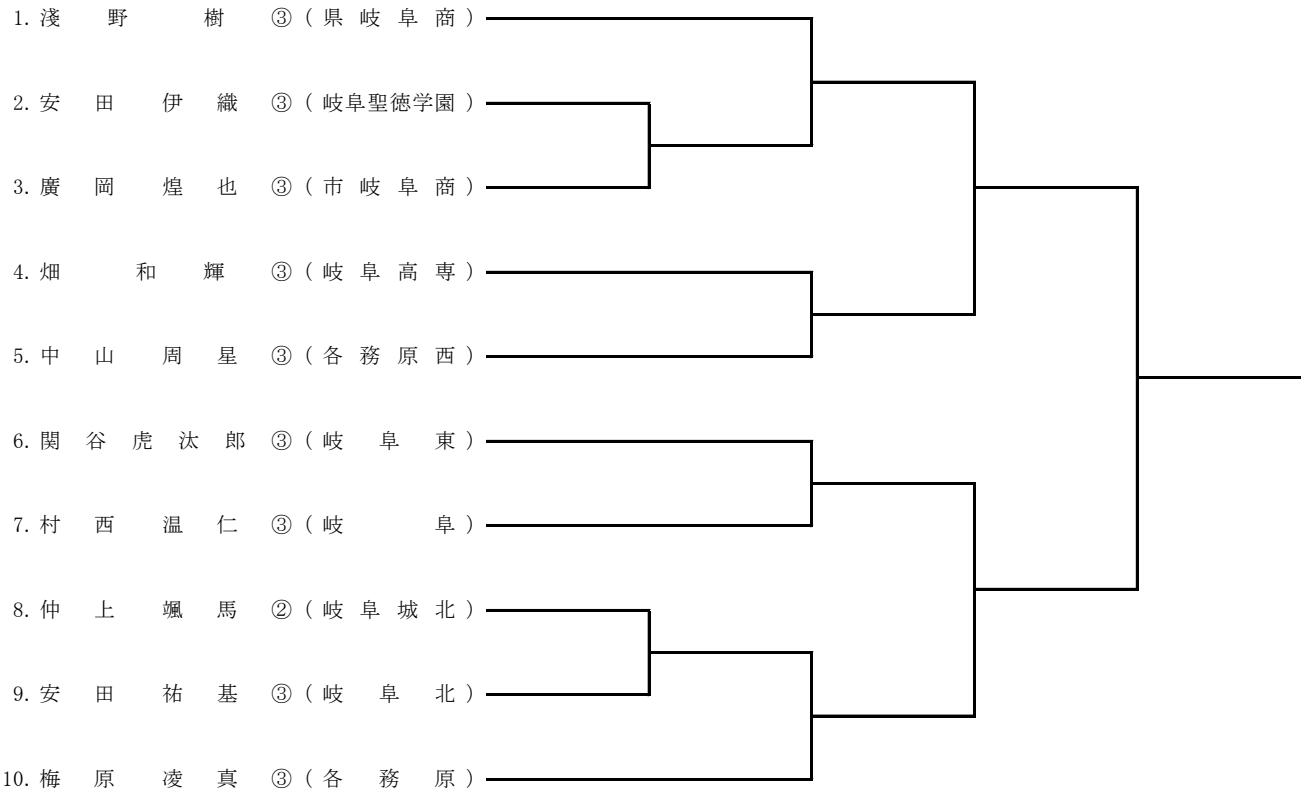 1. 淺野 樹 ③ (県岐阜商)
2. 安田 伊織 ③ (岐阜聖徳学園)
3. 廣岡 煌也 ③ (市岐阜商)
4. 畑 和輝 ③ (岐阜高専)
5. 中山 周星 ③ (各務原西)
6. 関谷虎汰郎 ③ (岐阜東)
7. 村西 温仁 ③ (岐阜)
8. 仲上 颯馬 ② (岐阜城北)
9. 安田 祐基 ③ (岐阜北)
10. 梅原 凌真 ③ (各務原)